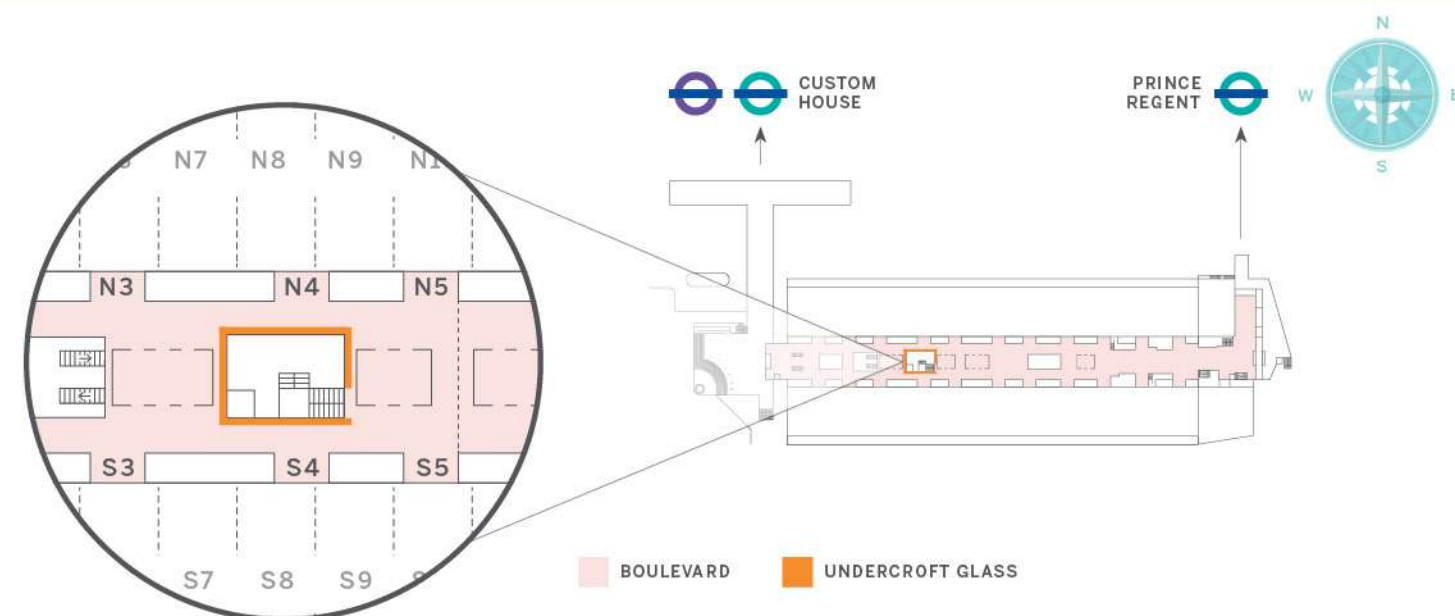 N
CUSTOM
HOUSE
PRINCE
REGENT
W
E
S
N7 N8 N9 N1
N3 N4 N5
S3 S4 S5
S7 S8 S9
BOULEVARD
UNDERCROFT GLASS